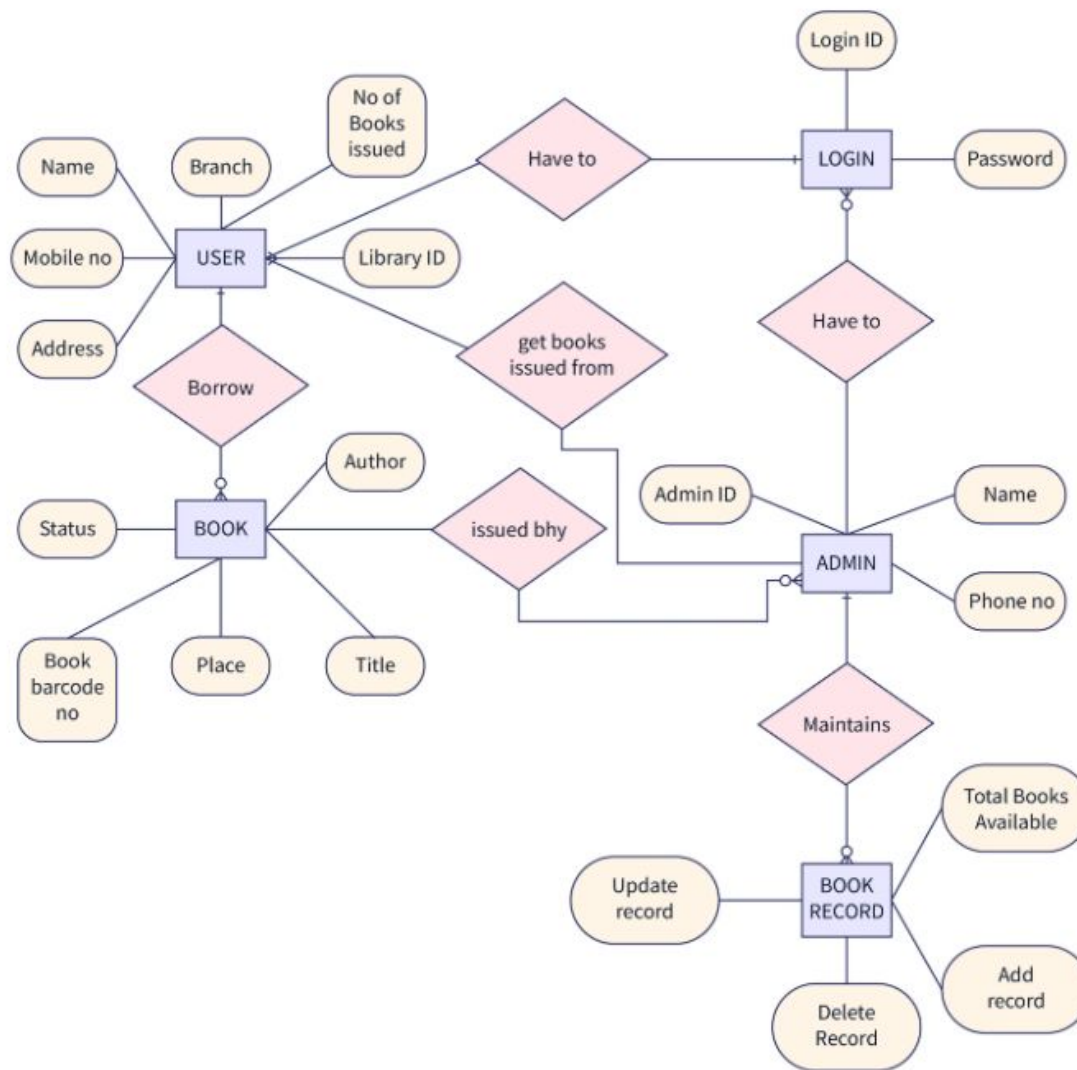 Login ID
No of
Books
issued
Name
Branch
Have to
LOGIN
Password
Mobile no
USER
Library ID
Address
Have to
get books
issued from
Borrow
Author
Admin ID
Name
Status
BOOK
issued bhy
ADMIN
Phone no
Book
barcode
no
Place
Title
Maintains
Total Books
Available
Update
record
BOOK
RECORD
Add
record
Delete
Record